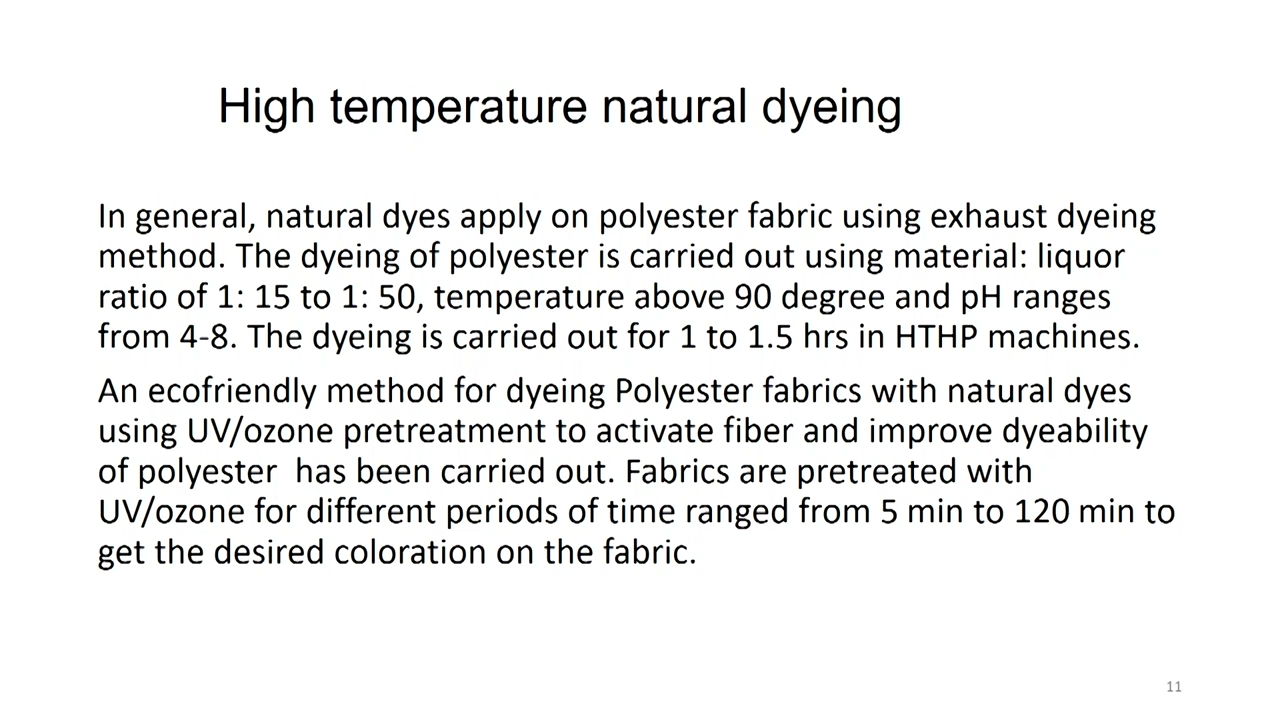 High temperature natural dyeing
In general, natural dyes apply on polyester fabric using exhaust dyeing
method. The dyeing of polyester is carried out using material: liquor
ratio of 1: 15 to 1: 50, temperature above 90 degree and pH ranges
from 4-8. The dyeing is carried out for 1 to 1.5 hrs in HTHP machines.
An ecofriendly method for dyeing Polyester fabrics with natural dyes
using UV/ozone pretreatment to activate fiber and improve dyeability
of polyester  has been carried out. Fabrics are pretreated with
UV/ozone for different periods of time ranged from 5 min to 120 min to
get the desired coloration on the fabric.
11